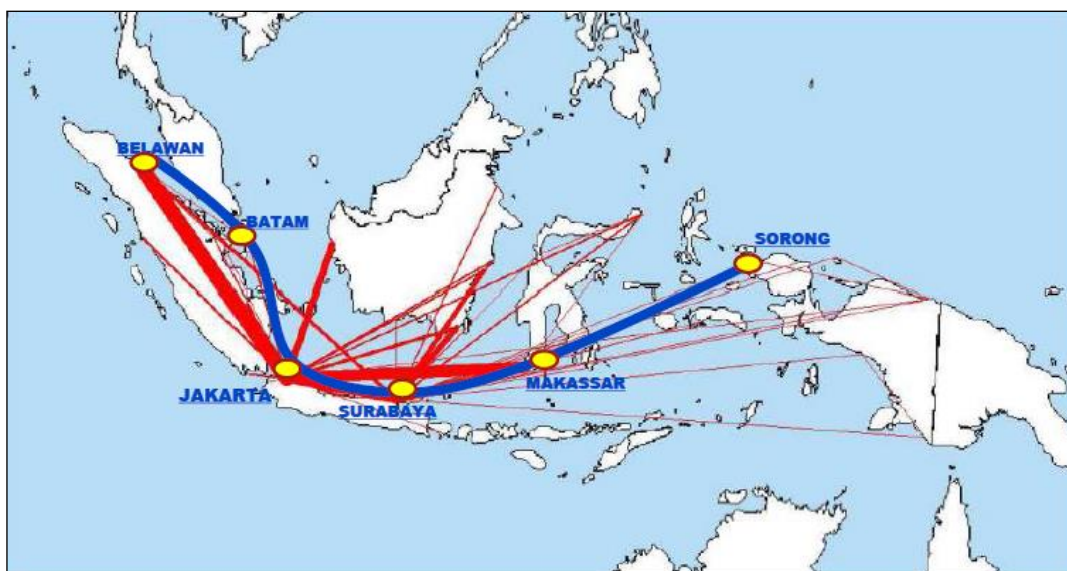 BELAWAN
BATAM
SORONG
MAKASSAR
JAKARTA
SURABAYA